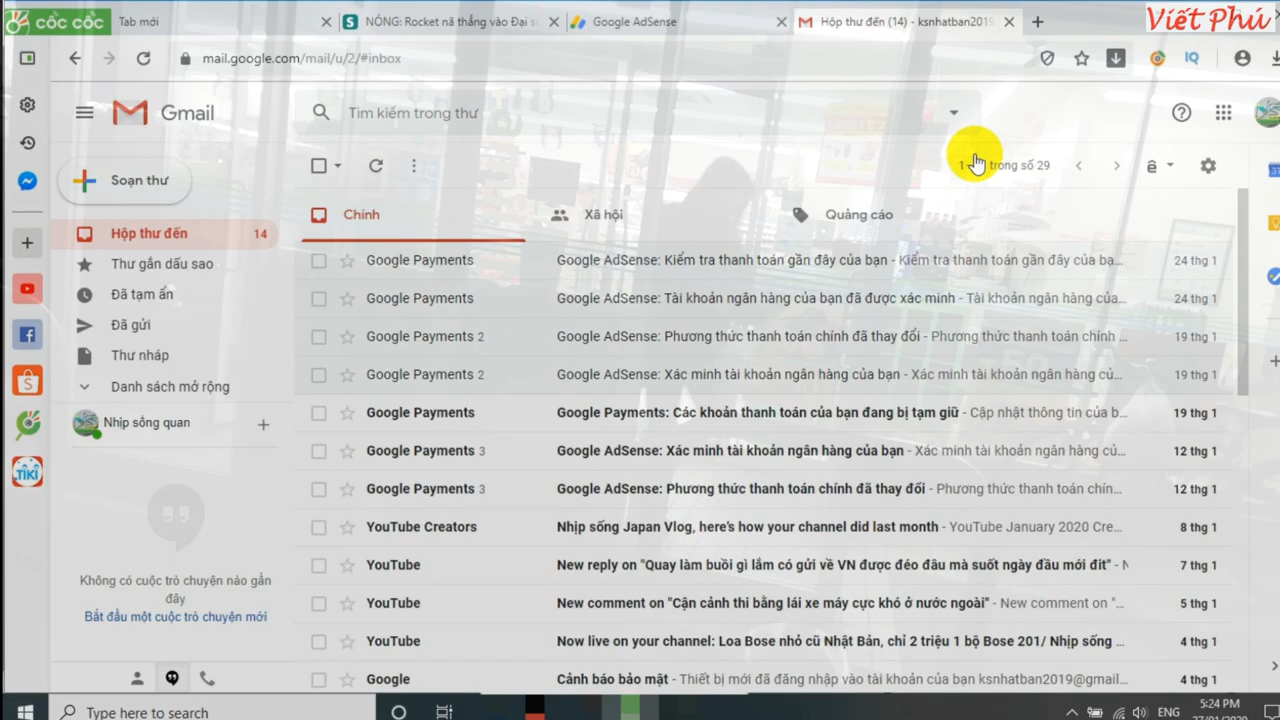 cốc cốc
Tab mới
NÓNG: Rocket nã thẳng vào Đại s
Google AdSense
Hộp thư đến (14) - ksnhatban2019
Viết Phú
mail.google.com/mail/u/2/#inbox
IQ
Gmail
Tìm kiếm trong thư
Soạn thư
trong số 29
Chính
Xã hội
Quảng cáo
Hộp thư đến 14
Thư gắn dấu sao
Đã tạm ẩn
Đã gửi
Thư nháp
Danh sách mở rộng
Nhịp sông quan
Không có cuộc trò chuyện nào gần
đây
Bắt đầu một cuộc trò chuyện mới
Google Payments Google AdSense: Kiểm tra thanh toán gần đây của bạn - Kiểm tra thanh toán gần đây của bạ... 24 thg 1
Google Payments Google AdSense: Tài khoản ngân hàng của bạn đã được xác minh - Tài khoản ngân hàng của... 24 thg 1
Google Payments 2 Google AdSense: Phương thức thanh toán chính đã thay đổi - Phương thức thanh toán chính ... 19 thg 1
Google Payments 2 Google AdSense: Xác minh tài khoản ngân hàng của bạn - Xác minh tài khoản ngân hàng củ... 19 thg 1
Google Payments Google Payments: Các khoản thanh toán của bạn đang bị tạm giữ - Cập nhật thông tin của b... 19 thg 1
Google Payments 3 Google AdSense: Xác minh tài khoản ngân hàng của bạn - Xác minh tài khoản ngân hàng củ... 12 thg 1
Google Payments 3 Google AdSense: Phương thức thanh toán chính đã thay đổi - Phương thức thanh toán chín... 12 thg 1
YouTube Creators Nhịp sống Japan Vlog, here's how your channel did last month - YouTube January 2020 Cre... 8 thg 1
YouTube New reply on "Quay làm buồi gì lắm có gửi về VN được đéo đâu mà suốt ngày đầu mới đít" - N 7 thg 1
YouTube New comment on "Cận cảnh thi bằng lái xe máy cực khó ở nước ngoài" - New comment on "... 5 thg 1
YouTube Now live on your channel: Loa Bose nhỏ cũ Nhật Bản, chỉ 2 triệu 1 bộ Bose 201/ Nhịp sống ... 4 thg 1
Google Cảnh báo bảo mật - Thiết bị mới đã đăng nhập vào tài khoản của bạn ksnhatban2019@gmail... 4 thg 1
TIKI
Type here to search
ENG
5:24 PM
27/01/2020